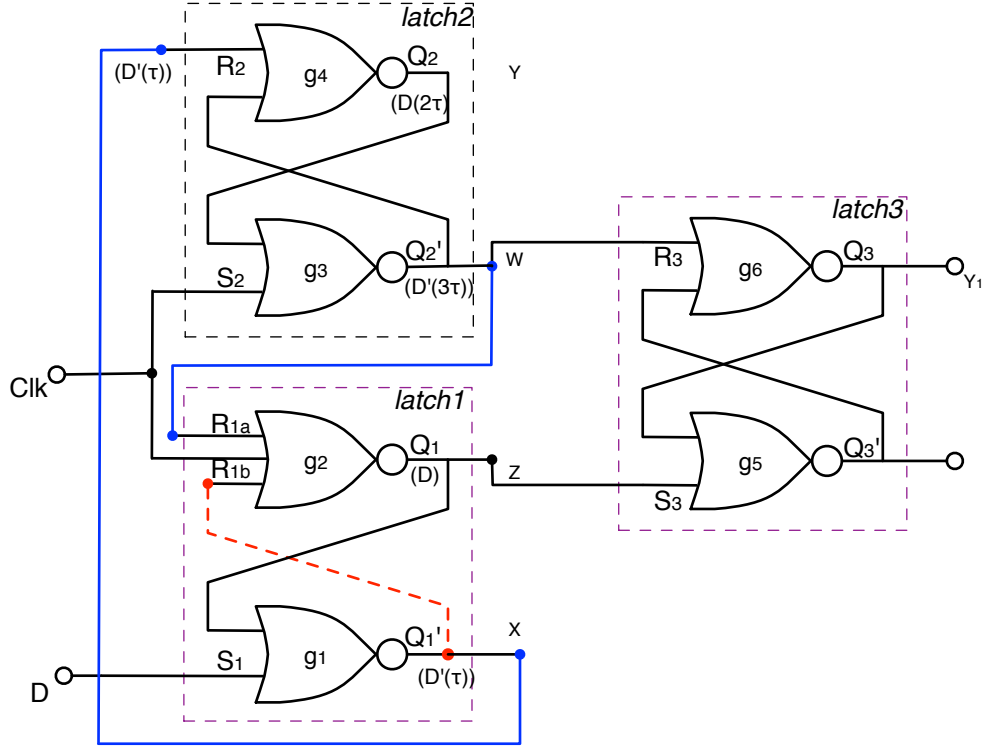 latch2
(D'(τ))
R2
g4
Q2
(D(2τ)
Y
S2
g3
Q2'
(D'(3τ))
W
latch3
R3
g6
Q3
Y1
Clk
latch1
R1a
R1b
g2
Q1
(D)
Z
S3
g5
Q3'
D
S1
g1
Q1'
(D'(τ))
X